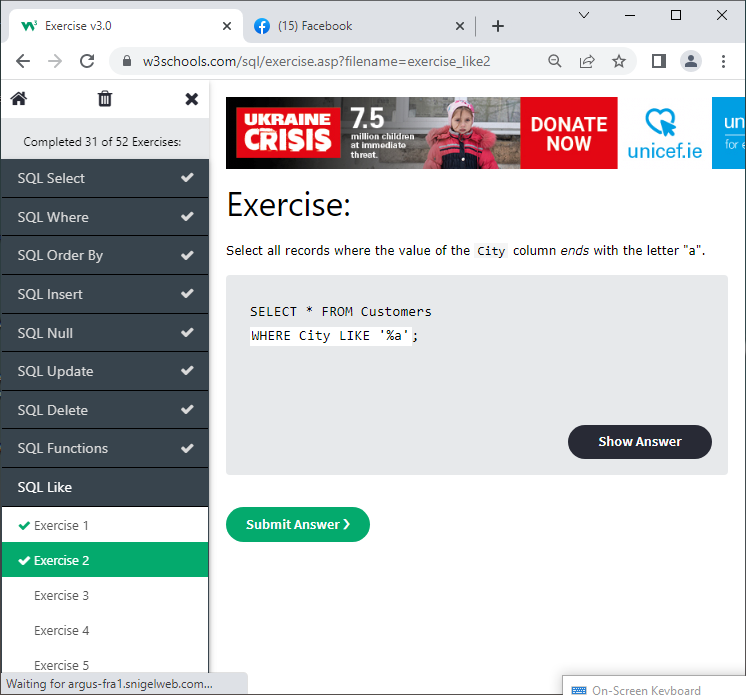 Exercise v3.0
(15) Facebook
w3schools.com/sql/exercise.asp?filename=exercise_like2
Completed 31 of 52 Exercises:
SQL Select
SQL Where
SQL Order By
SQL Insert
SQL Null
SQL Update
SQL Delete
SQL Functions
SQL Like
Exercise 1
Exercise 2
Exercise 3
Exercise 4
Exercise 5
Waiting for argus-fra1.snigelweb.com...
UKRAINE
CRISIS
7.5
million children
at immediate
threat.
DONATE
NOW
unicef.ie
un
for e
Exercise:
Select all records where the value of the City column ends with the letter "a".
SELECT * FROM Customers
WHERE City LIKE '%a';
Show Answer
Submit Answer ❯
On-Screen Keyboard